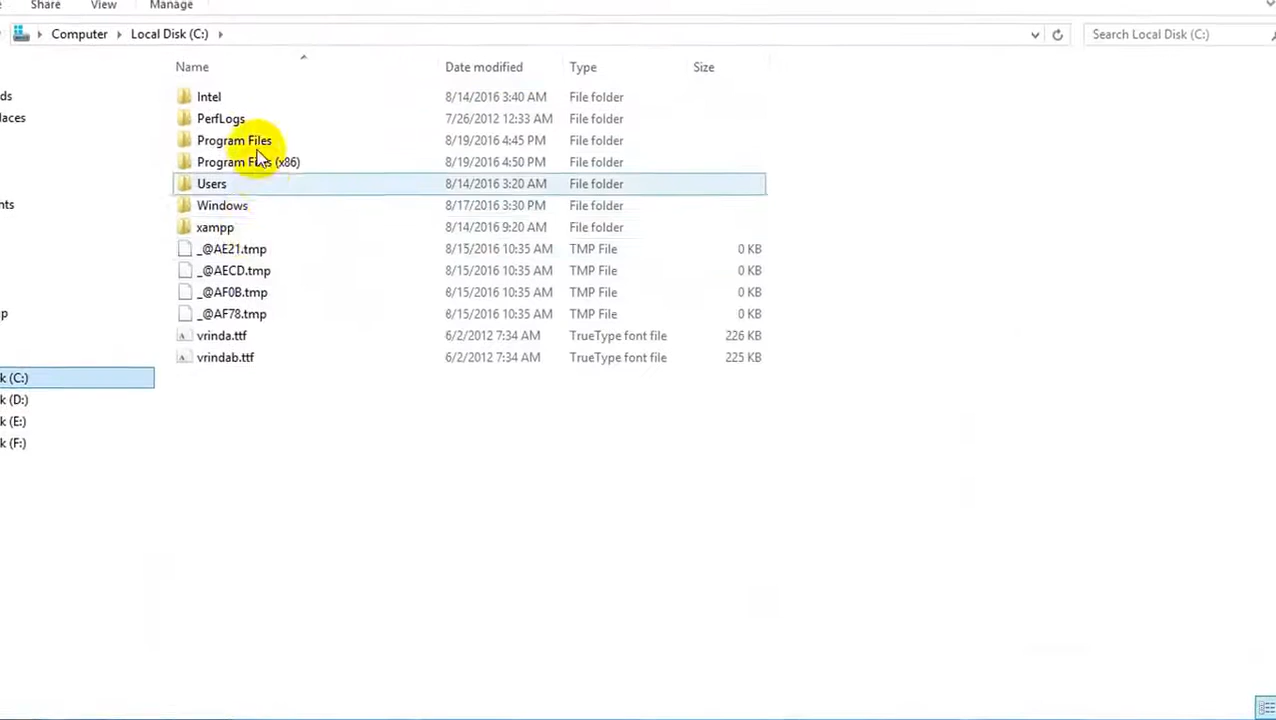 Share View Manage
Computer Local Disk (C:) Search Local Disk (C:)
Name Date modified Type Size
Intel 8/14/2016 3:40 AM File folder
PerfLogs 7/26/2012 12:33 AM File folder
Program Files 8/19/2016 4:45 PM File folder
Program Files (x86) 8/19/2016 4:50 PM File folder
Users 8/14/2016 3:20 AM File folder
Windows 8/17/2016 3:30 PM File folder
xampp 8/14/2016 9:20 AM File folder
_@AE21.tmp 8/15/2016 10:35 AM TMP File 0 KB
_@AECD.tmp 8/15/2016 10:35 AM TMP File 0 KB
_@AF0B.tmp 8/15/2016 10:35 AM TMP File 0 KB
_@AF78.tmp 8/15/2016 10:35 AM TMP File 0 KB
vrinda.ttf 6/2/2012 7:34 AM TrueType font file 226 KB
vrindab.ttf 6/2/2012 7:34 AM TrueType font file 225 KB
ds
laces
nts
p
k (C:)
k (D:)
k (E:)
k (F:)